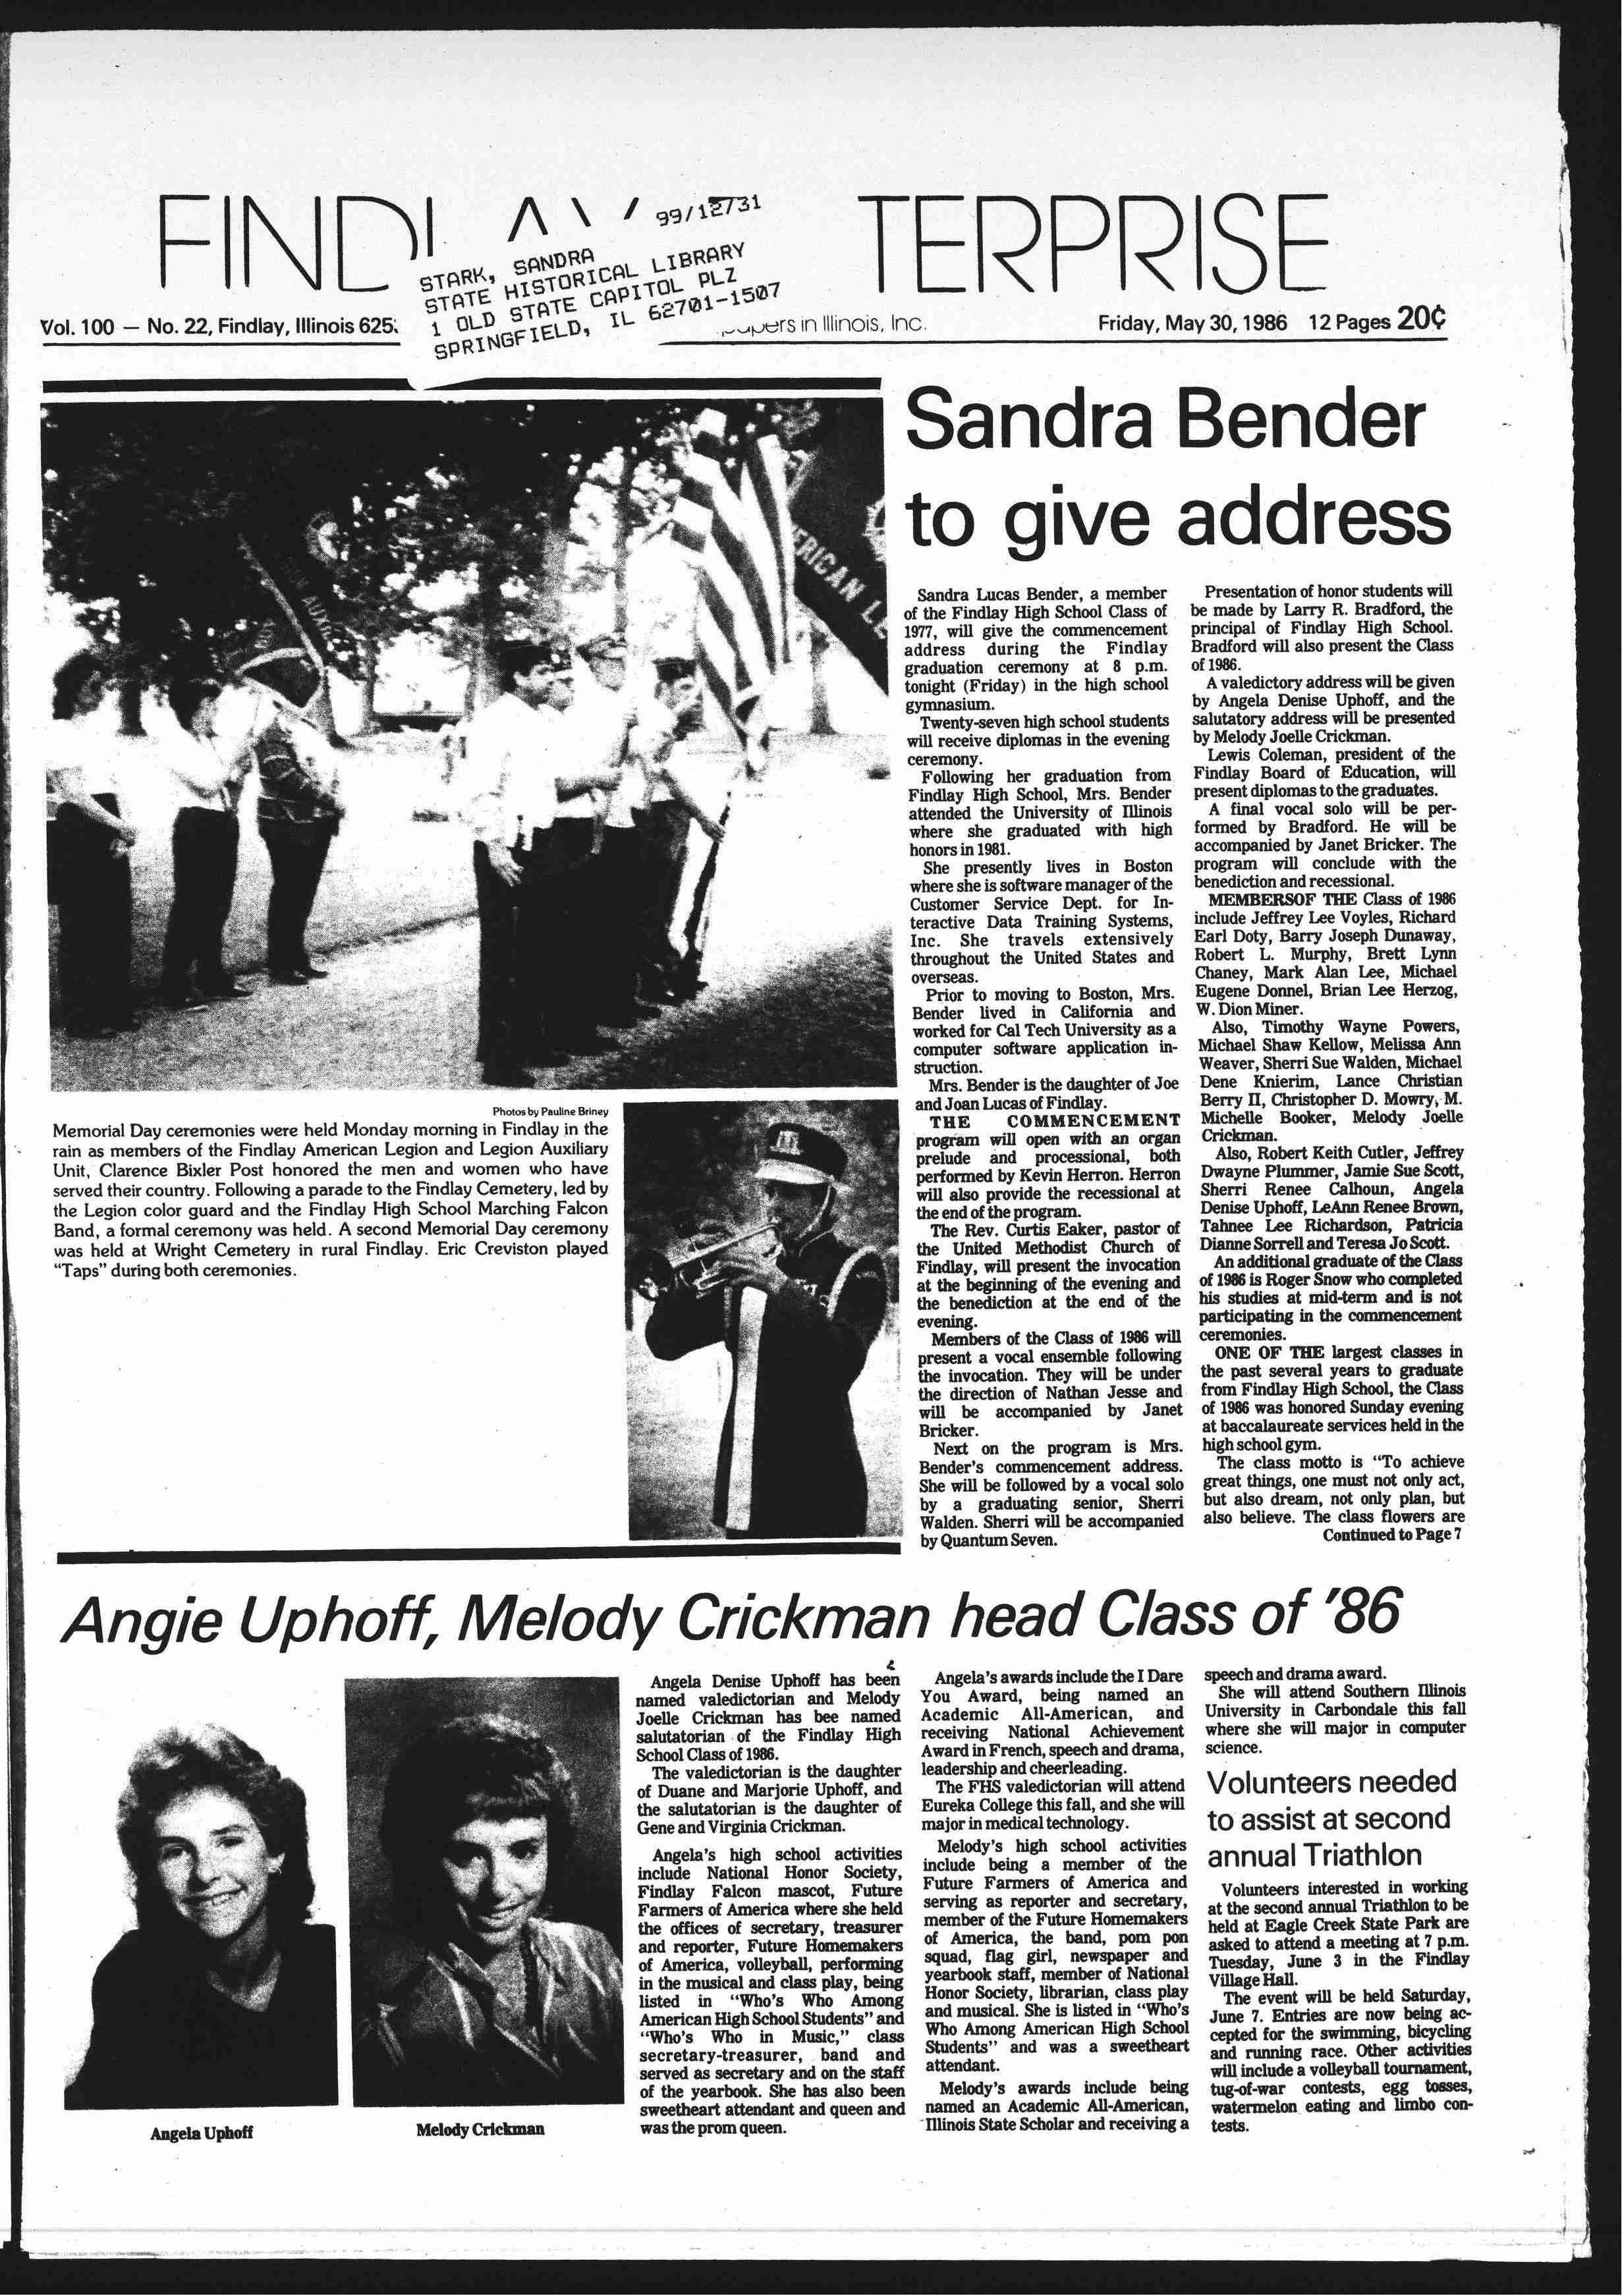 FINDLAY TERPRISE
99/12731
STARK, SANDRA
STATE HISTORICAL LIBRARY
1 OLD STATE CAPITOL PLZ
SPRINGFIELD, IL 62701-1507
Vol. 100 — No. 22, Findlay, Illinois 625
in Illinois, Inc.
Friday, May 30, 1986 12 Pages 20¢
AUX
ERICAN LE
Photos by Pauline Briney
Memorial Day ceremonies were held Monday morning in Findlay in the
rain as members of the Findlay American Legion and Legion Auxiliary
Unit, Clarence Bixler Post honored the men and women who have
served their country. Following a parade to the Findlay Cemetery, led by
the Legion color guard and the Findlay High School Marching Falcon
Band, a formal ceremony was held. A second Memorial Day ceremony
was held at Wright Cemetery in rural Findlay. Eric Creviston played
“Taps” during both ceremonies.
Sandra Bender
to give address
Sandra Lucas Bender, a member
of the Findlay High School Class of
1977, will give the commencement
address during the Findlay
graduation ceremony at 8 p.m.
tonight (Friday) in the high school
gymnasium.
Twenty-seven high school students
will receive diplomas in the evening
ceremony.
Following her graduation from
Findlay High School, Mrs. Bender
attended the University of Illinois
where she graduated with high
honors in 1981.
She presently lives in Boston
where she is software manager of the
Customer Service Dept. for In-
teractive Data Training Systems,
Inc. She travels extensively
throughout the United States and
overseas.
Prior to moving to Boston, Mrs.
Bender lived in California and
worked for Cal Tech University as a
computer software application in-
struction.
Mrs. Bender is the daughter of Joe
and Joan Lucas of Findlay.
THE COMMENCEMENT
program will open with an organ
prelude and processional, both
performed by Kevin Herron. Herron
will also provide the recessional at
the end of the program.
The Rev. Curtis Eaker, pastor of
the United Methodist Church of
Findlay, will present the invocation
at the beginning of the evening and
the benediction at the end of the
evening.
Members of the Class of 1986 will
present a vocal ensemble following
the invocation. They will be under
the direction of Nathan Jesse and
will be accompanied by Janet
Bricker.
Next on the program is Mrs.
Bender's commencement address.
She will be followed by a vocal solo
by a graduating senior, Sherri
Walden. Sherri will be accompanied
by Quantum Seven.
Presentation of honor students will
be made by Larry R. Bradford, the
principal of Findlay High School.
Bradford will also present the Class
of 1986.
A valedictory address will be given
by Angela Denise Uphoff, and the
salutatory address will be presented
by Melody Joelle Crickman.
Lewis Coleman, president of the
Findlay Board of Education, will
present diplomas to the graduates.
A final vocal solo will be per-
formed by Bradford. He will be
accompanied by Janet Bricker. The
program will conclude with the
benediction and recessional.
MEMBERSOF THE Class of 1986
include Jeffrey Lee Voyles, Richard
Earl Doty, Barry Joseph Dunaway,
Robert L. Murphy, Brett Lynn
Chaney, Mark Alan Lee, Michael
Eugene Donnel, Brian Lee Herzog,
W. Dion Miner.
Also, Timothy Wayne Powers,
Michael Shaw Kellow, Melissa Ann
Weaver, Sherri Sue Walden, Michael
Dene Knierim, Lance Christian
Berry II, Christopher D. Mowry, M.
Michelle Booker, Melody Joelle
Crickman.
Also, Robert Keith Cutler, Jeffrey
Dwayne Plummer, Jamie Sue Scott,
Sherri Renee Calhoun, Angela
Denise Uphoff, LeAnn Renee Brown,
Tahnee Lee Richardson, Patricia
Dianne Sorrell and Teresa Jo Scott.
An additional graduate of the Class
of 1986 is Roger Snow who completed
his studies at mid-term and is not
participating in the commencement
ceremonies.
ONE OF THE largest classes in
the past several years to graduate
from Findlay High School, the Class
of 1986 was honored Sunday evening
at baccalaureate services held in the
high school gym.
The class motto is “To achieve
great things, one must not only act,
but also dream, not only plan, but
also believe. The class flowers are
Continued to Page 7
Angie Uphoff, Melody Crickman head Class of '86
Angela Uphoff
Melody Crickman
Angela Denise Uphoff has been
named valedictorian and Melody
Joelle Crickman has bee named
salutatorian of the Findlay High
School Class of 1986.
The valedictorian is the daughter
of Duane and Marjorie Uphoff, and
the salutatorian is the daughter of
Gene and Virginia Crickman.
Angela's high school activities
include National Honor Society,
Findlay Falcon mascot, Future
Farmers of America where she held
the offices of secretary, treasurer
and reporter, Future Homemakers
of America, volleyball, performing
in the musical and class play, being
listed in “Who's Who Among
American High School Students” and
“Who's Who in Music,” class
secretary-treasurer, band and
served as secretary and on the staff
of the yearbook. She has also been
sweetheart attendant and queen and
was the prom queen.
Angela's awards include the I Dare
You Award, being named an
Academic All-American, and
receiving National Achievement
Award in French, speech and drama,
leadership and cheerleading.
The FHS valedictorian will attend
Eureka College this fall, and she will
major in medical technology.
Melody's high school activities
include being a member of the
Future Farmers of America and
serving as reporter and secretary,
member of the Future Homemakers
of America, the band, pom pon
squad, flag girl, newspaper and
yearbook staff, member of National
Honor Society, librarian, class play
and musical. She is listed in “Who's
Who Among American High School
Students” and was a sweetheart
attendant.
Melody's awards include being
named an Academic All-American,
Illinois State Scholar and receiving a
speech and drama award.
She will attend Southern Illinois
University in Carbondale this fall
where she will major in computer
science.
Volunteers needed
to assist at second
annual Triathlon
Volunteers interested in working
at the second annual Triathlon to be
held at Eagle Creek State Park are
asked to attend a meeting at 7 p.m.
Tuesday, June 3 in the Findlay
Village Hall.
The event will be held Saturday,
June 7. Entries are now being ac-
cepted for the swimming, bicycling
and running race. Other activities
will include a volleyball tournament,
tug-of-war contests, egg tosses,
watermelon eating and limbo con-
tests.